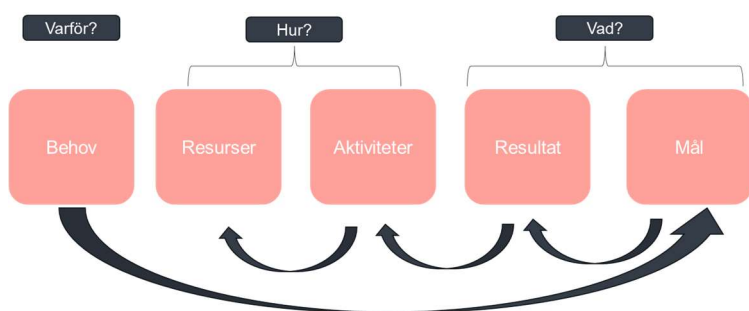 Varför?
Hur?
Vad?
Behov
Resurser
Aktiviteter
Resultat
Mål